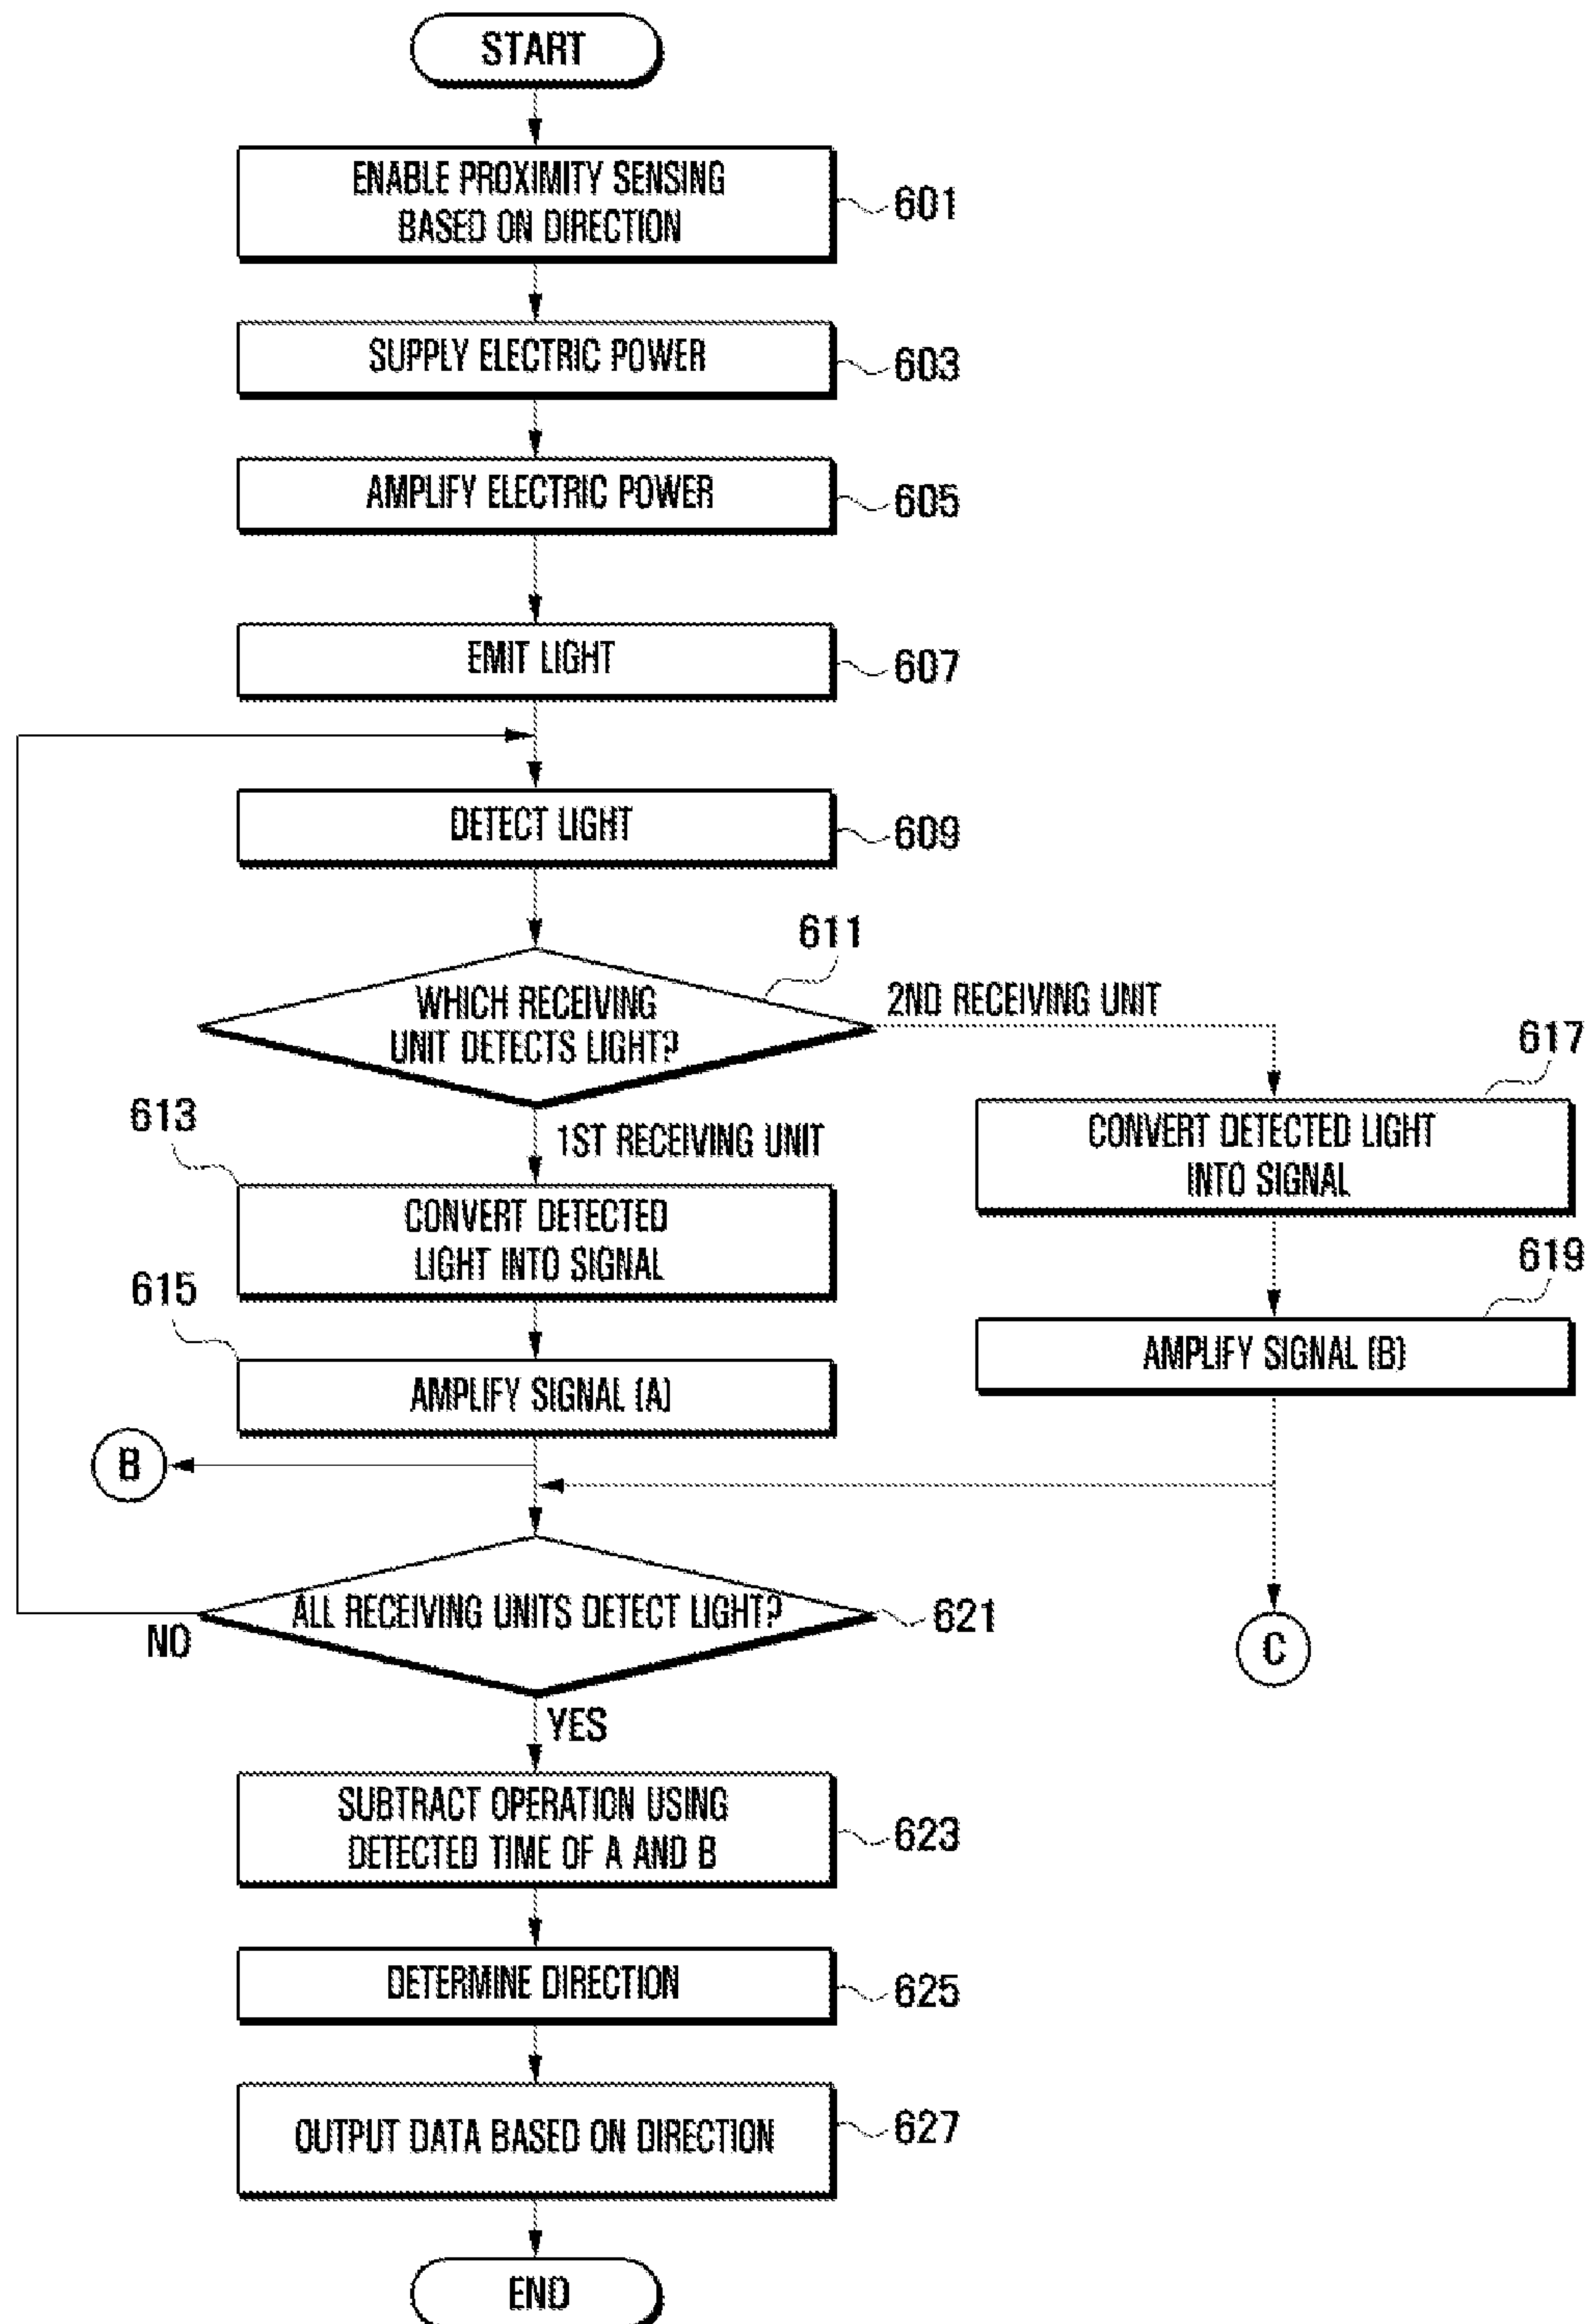 START
ENABLE PROXIMITY SENSING
BASED ON DIRECTION
601
SUPPLY ELECTRIC POWER
603
AMPLIFY ELECTRIC POWER
605
EMIT LIGHT
607
DETECT LIGHT
609
611
WHICH RECEIVING
UNIT DETECTS LIGHT?
2ND RECEIVING UNIT
1ST RECEIVING UNIT
613
CONVERT DETECTED
LIGHT INTO SIGNAL
617
CONVERT DETECTED LIGHT
INTO SIGNAL
615
AMPLIFY SIGNAL (A)
619
AMPLIFY SIGNAL (B)
B
C
ALL RECEIVING UNITS DETECT LIGHT?
621
NO
YES
SUBTRACT OPERATION USING
DETECTED TIME OF A AND B
623
DETERMINE DIRECTION
625
OUTPUT DATA BASED ON DIRECTION
627
END